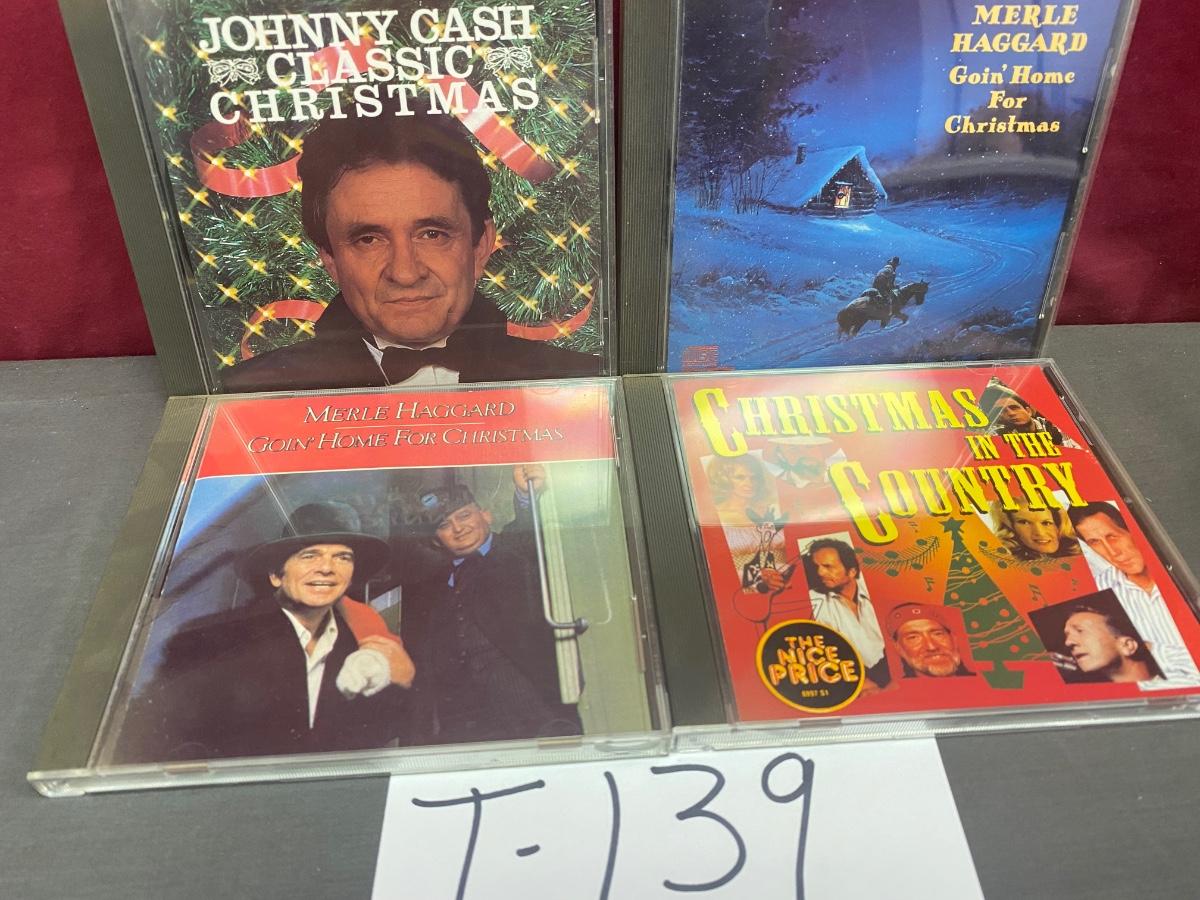 JOHNNY CASH
CLASSIC
CHRISTMAS
MERLE
HAGGARD
Goin' Home
For
Christmas
MERLE HAGGARD
GOIN' HOME FOR CHRISTMAS
CHRISTMAS
IN THE
COUNTRY
THE
NICE
PRICE
T-139